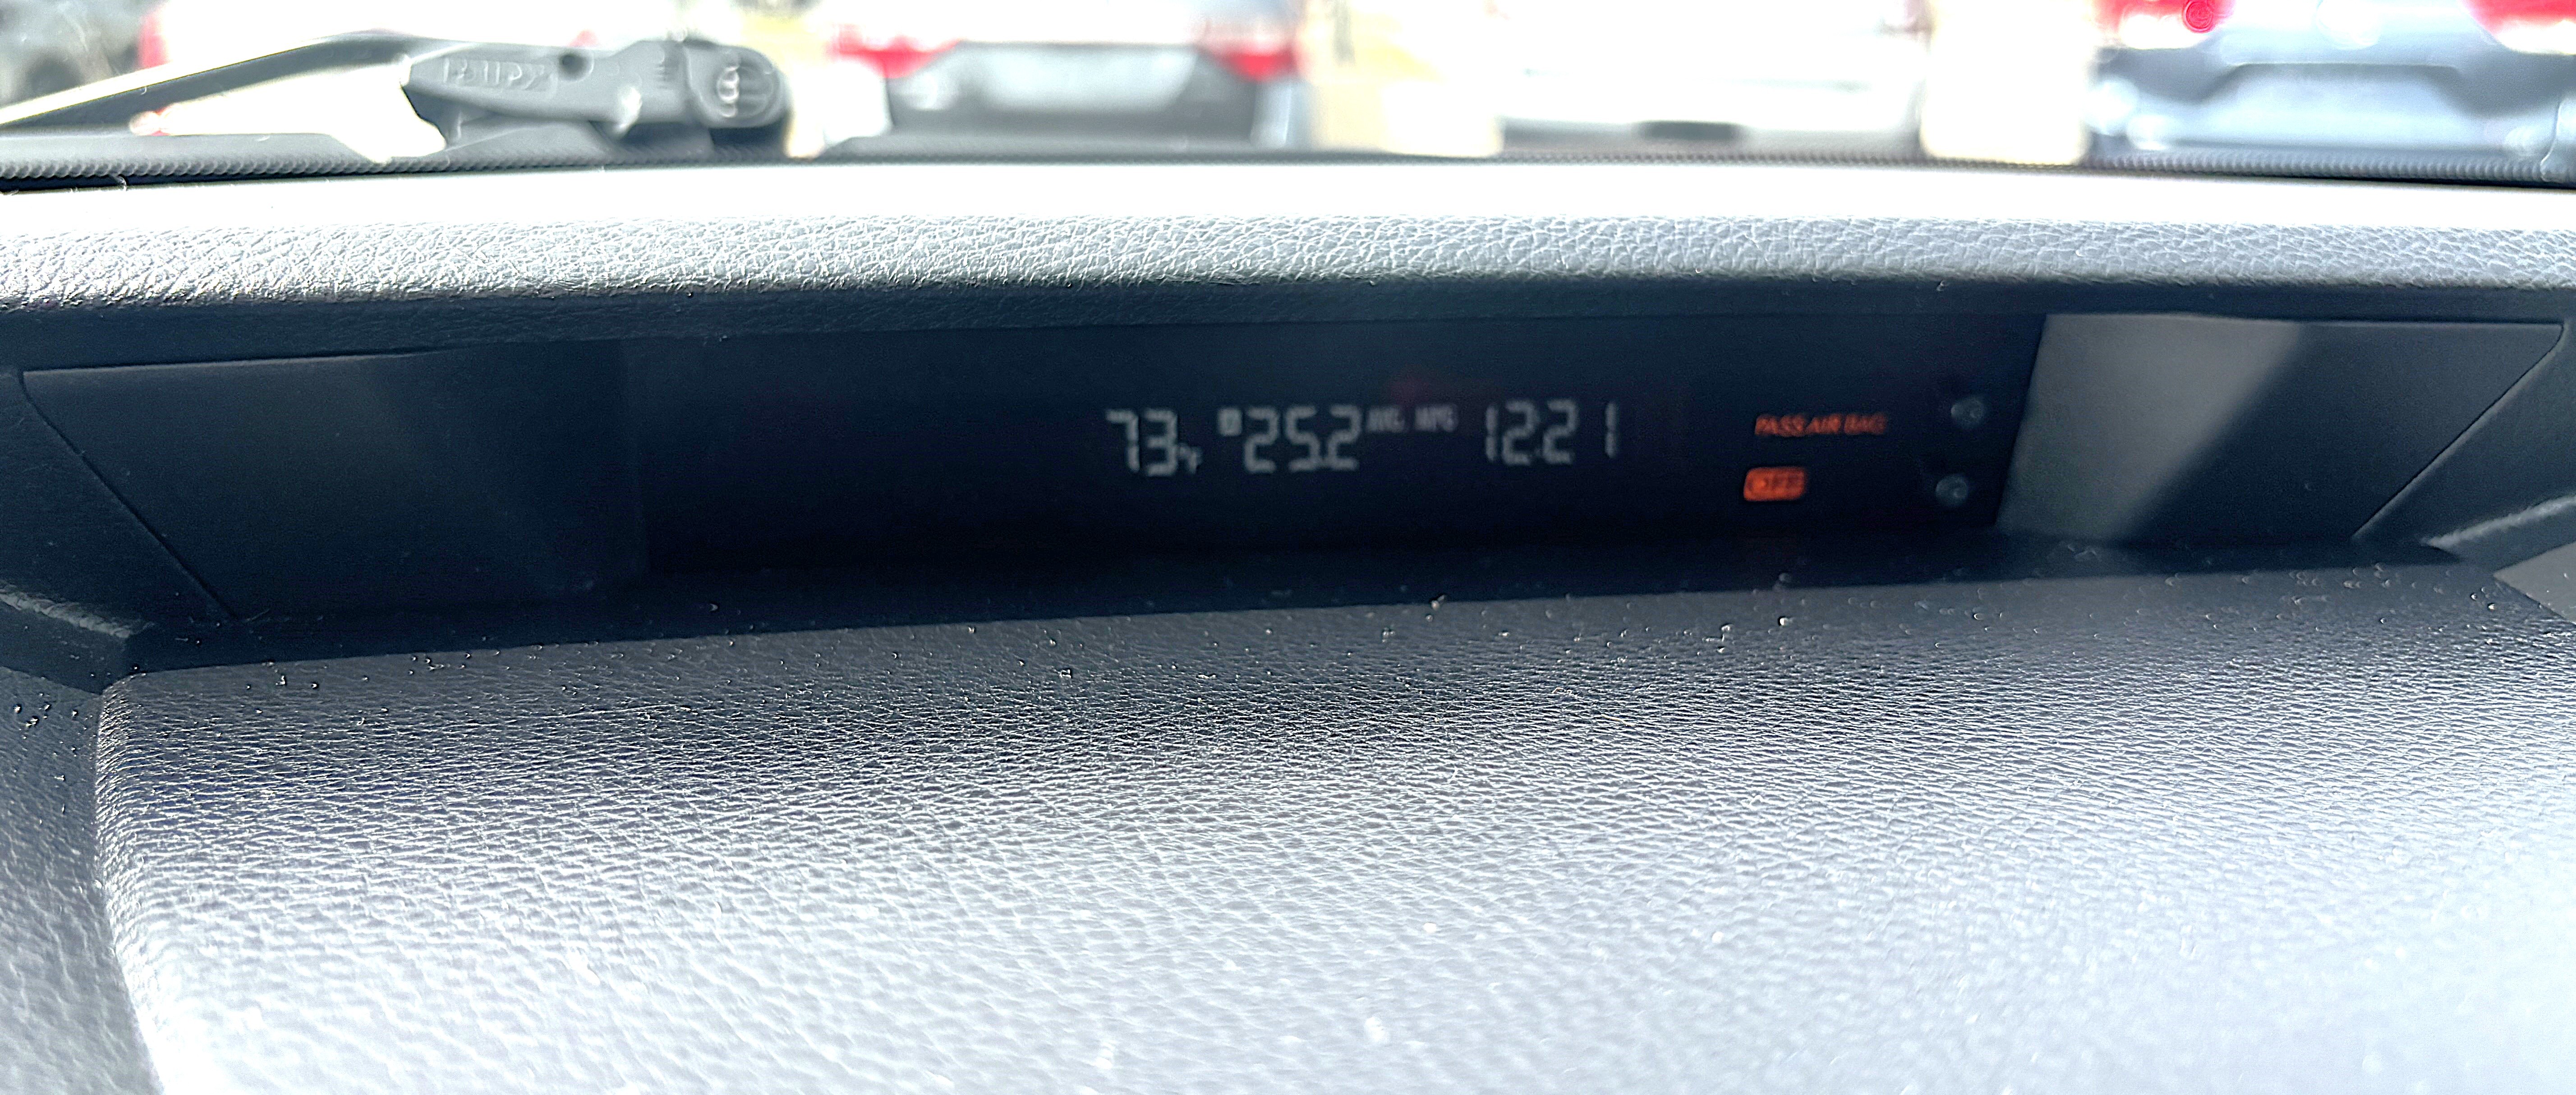 73°F 25.2 AVG. MPG 12:21
PASS AIR BAG
OFF